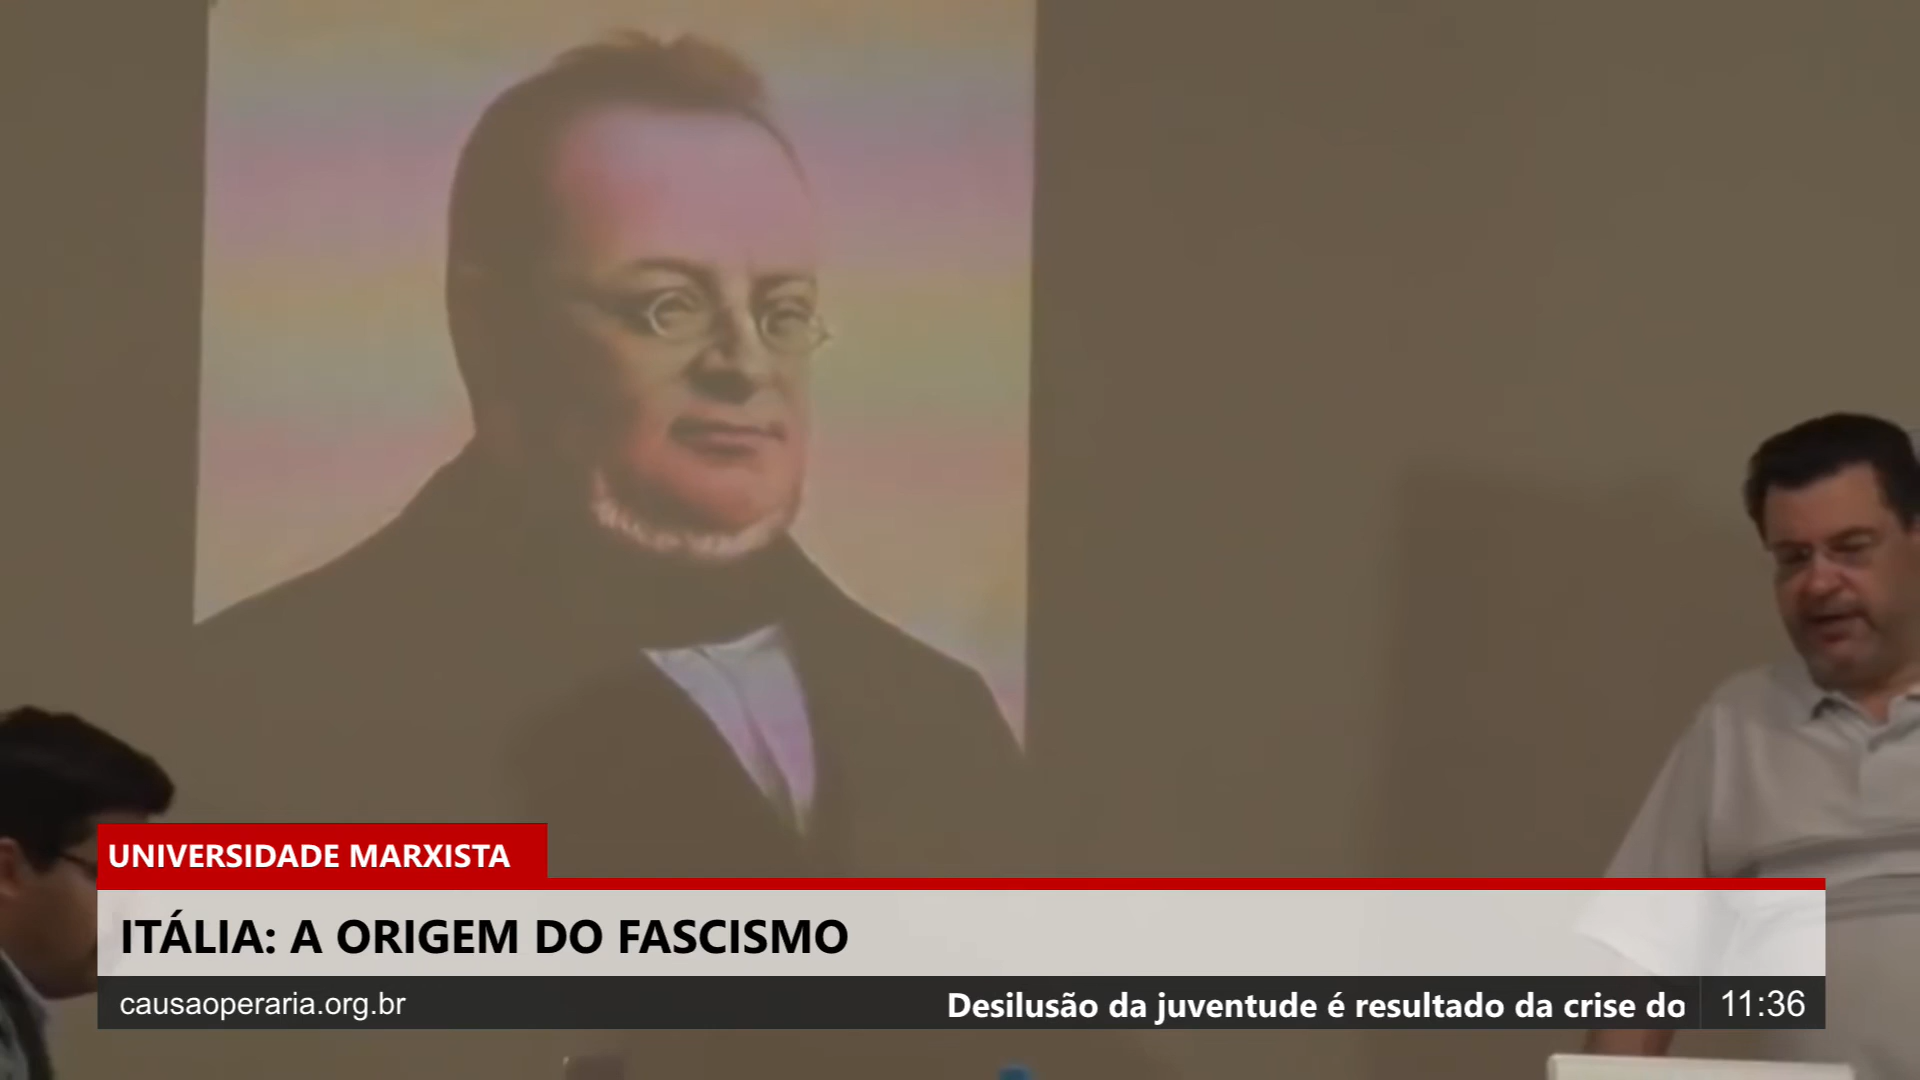 UNIVERSIDADE MARXISTA
ITÁLIA: A ORIGEM DO FASCISMO
causaoperaria.org.br
Desilusão da juventude é resultado da crise do
11:36